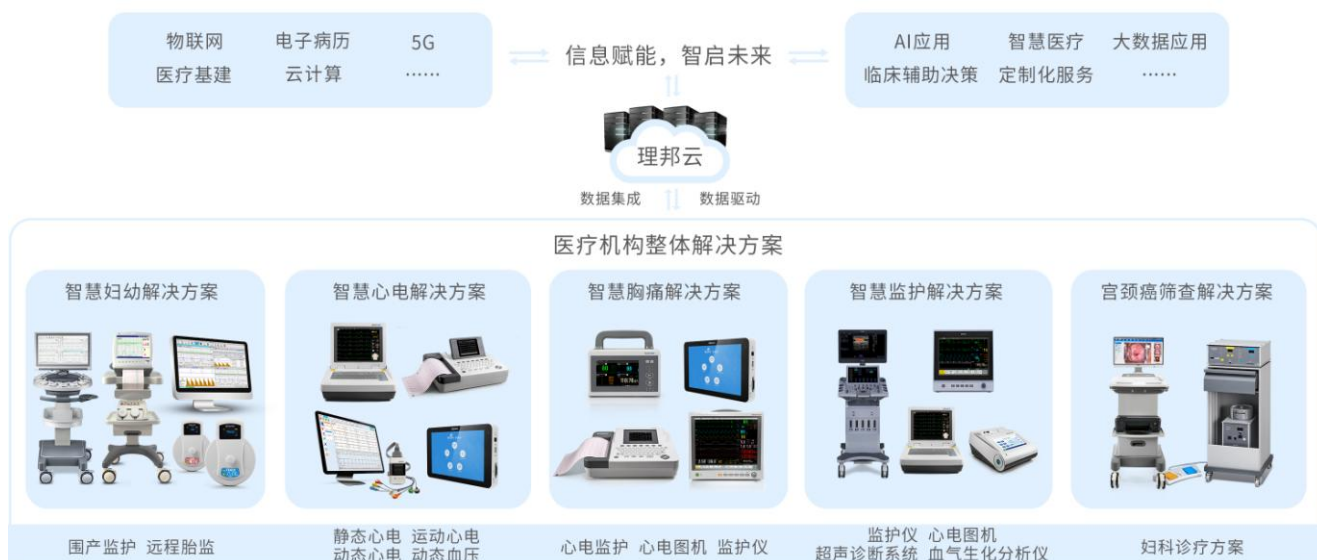 物联网 电子病历 5G
医疗基建 云计算 ……
信息赋能，智启未来
AI应用 智慧医疗 大数据应用
临床辅助决策 定制化服务 ……
理邦云
数据集成 数据驱动
医疗机构整体解决方案
智慧妇幼解决方案
智慧心电解决方案
智慧胸痛解决方案
智慧监护解决方案
宫颈癌筛查解决方案
围产监护 远程胎监
静态心电 运动心电
动态心电 动态血压
心电监护 心电图机 监护仪
监护仪 心电图机
超声诊断系统 血气生化分析仪
妇科诊疗方案